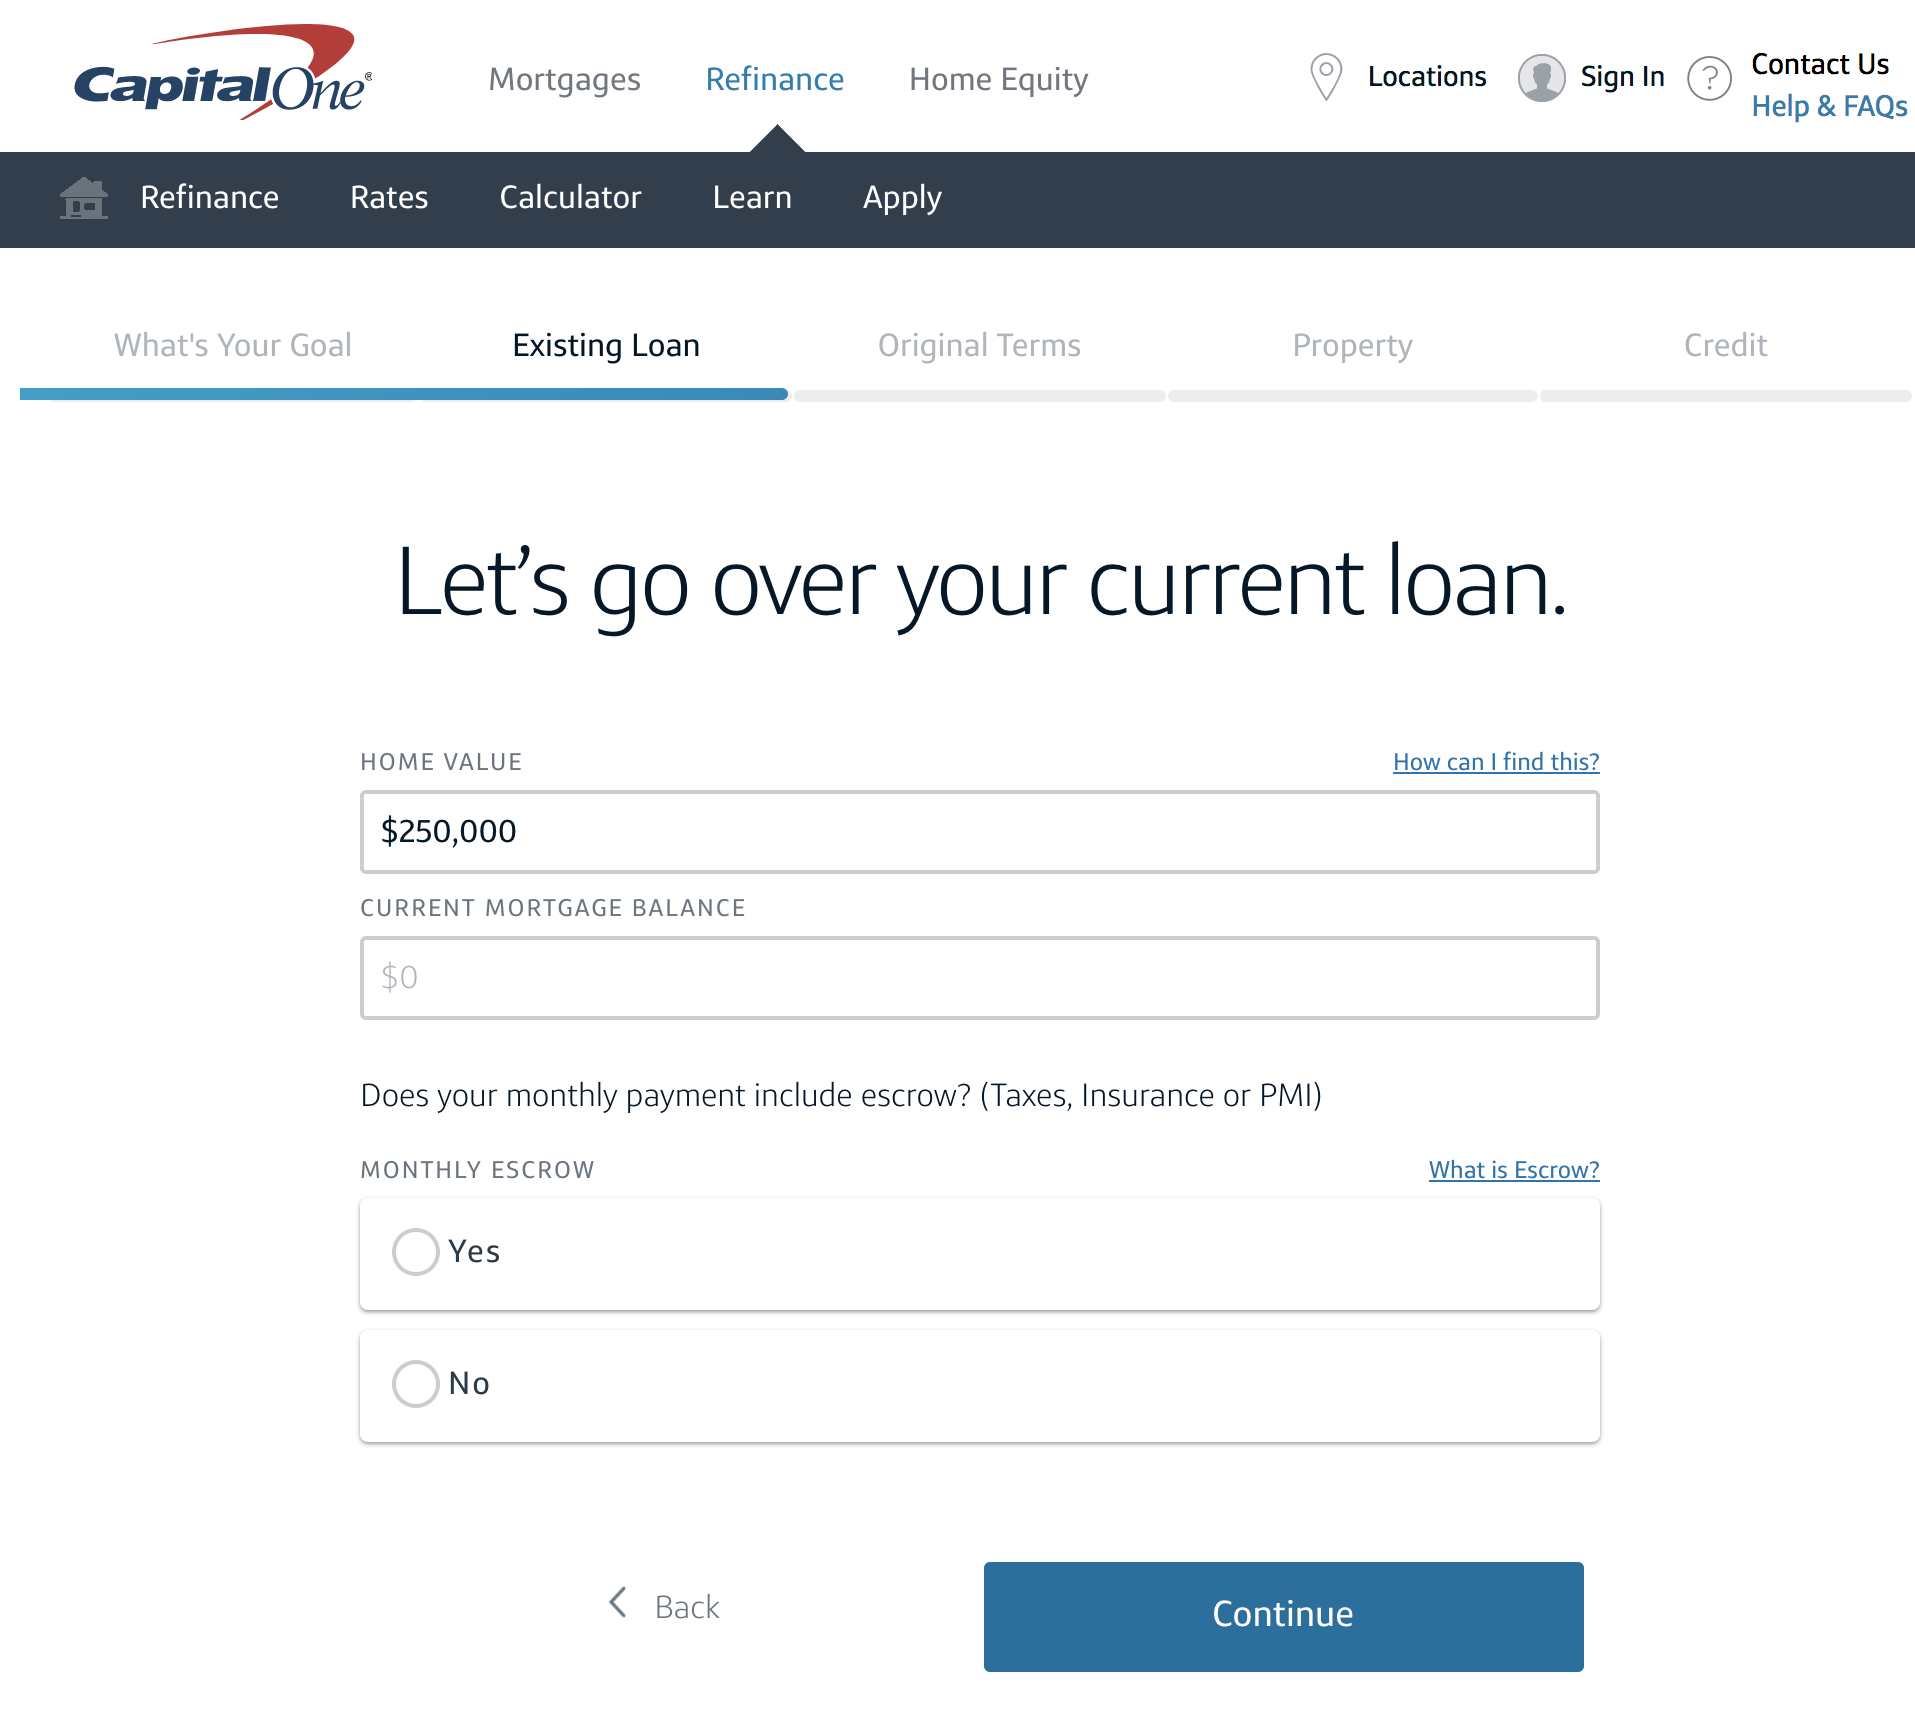 CapitalOne®
Mortgages Refinance Home Equity
Locations Sign In ? Contact Us
Help & FAQs
Refinance Rates Calculator Learn Apply
What's Your Goal Existing Loan Original Terms Property Credit
Let’s go over your current loan.
HOME VALUE How can I find this?
$250,000
CURRENT MORTGAGE BALANCE
$0
Does your monthly payment include escrow? (Taxes, Insurance or PMI)
MONTHLY ESCROW What is Escrow?
Yes
No
Back Continue